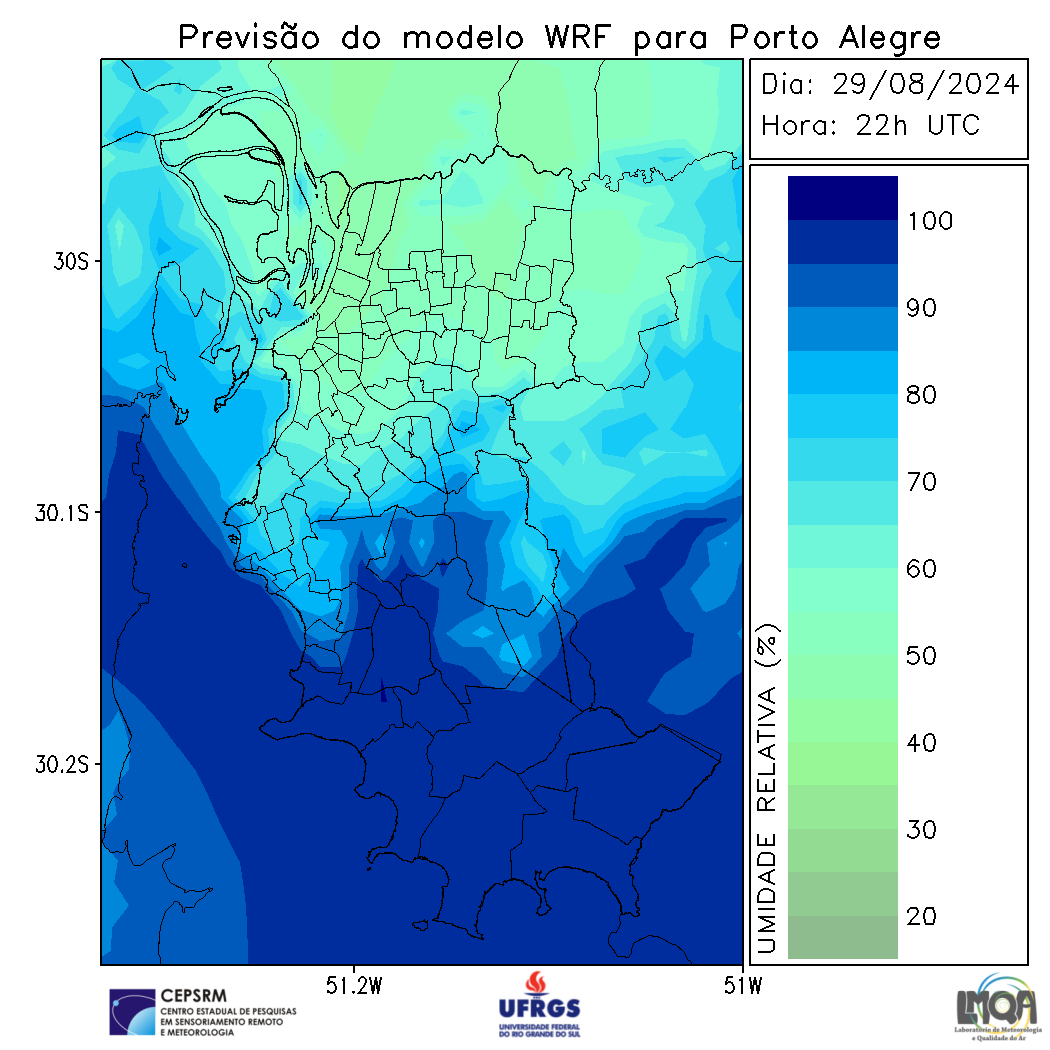 Previsão do modelo WRF para Porto Alegre
Dia: 29/08/2024
Hora: 22h UTC
30S
30.1S
30.2S
51.2W
51W
UMIDADE RELATIVA (%)
100
90
80
70
60
50
40
30
20
CEPSRM
CENTRO ESTADUAL DE PESQUISAS
EM SENSORIAMENTO REMOTO
E METEOROLOGIA
UFRGS
UNIVERSIDADE FEDERAL
DO RIO GRANDE DO SUL
LMQA
Laboratório de Meteorologia
e Qualidade do Ar